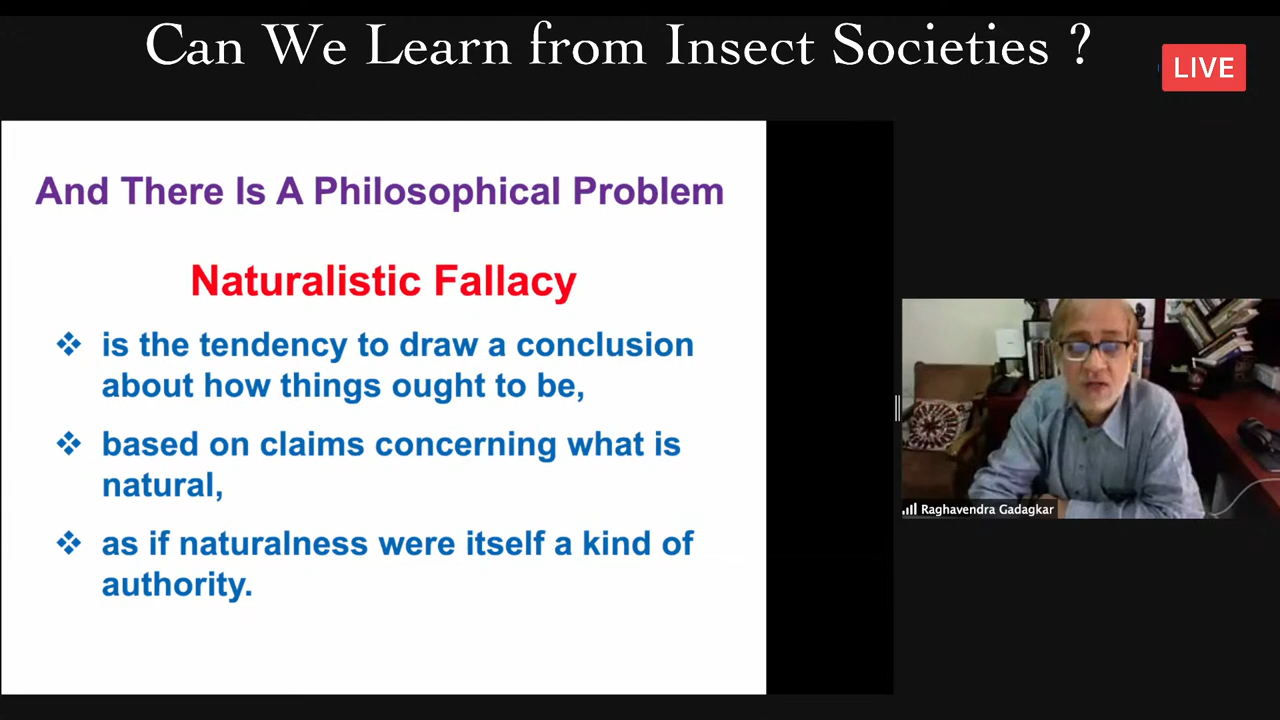 Can We Learn from Insect Societies ?
LIVE
And There Is A Philosophical Problem
Naturalistic Fallacy
❖ is the tendency to draw a conclusion
about how things ought to be,
❖ based on claims concerning what is
natural,
❖ as if naturalness were itself a kind of
authority.
Raghavendra Gadagkar